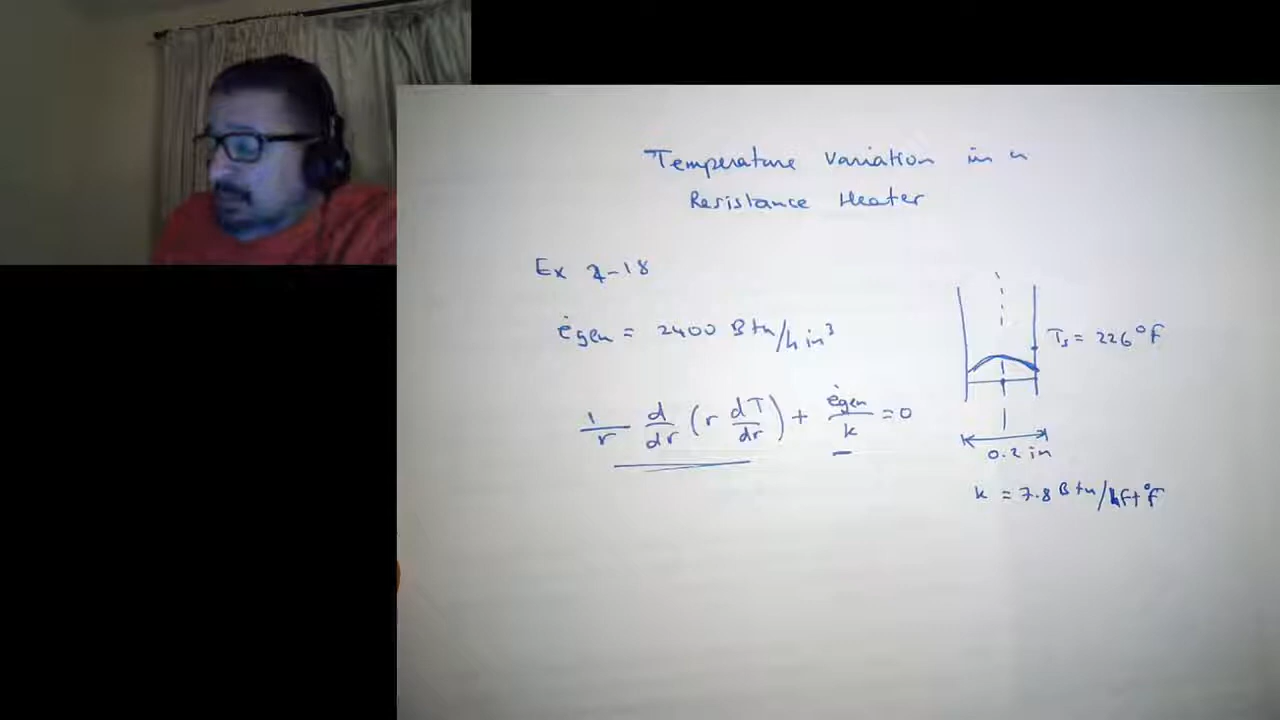 Temperature variation in a
Resistance Heater
Ex 2-18
ėgen = 2400 Btu/h in³
1/r d/dr (r dT/dr) + ėgen/k = 0
Ts = 226°F
0.2 in
k = 7.8 Btu/hft°F